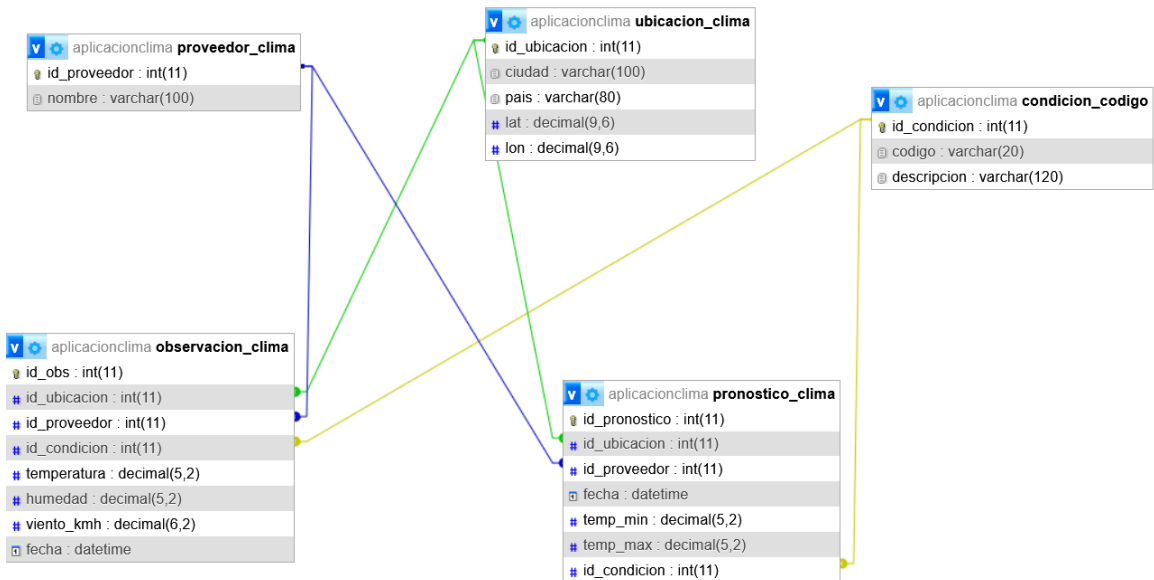 aplicacionclima proveedor_clima
id_proveedor : int(11)
nombre : varchar(100)
aplicacionclima ubicacion_clima
id_ubicacion : int(11)
ciudad : varchar(100)
pais : varchar(80)
lat : decimal(9,6)
lon : decimal(9,6)
aplicacionclima condicion_codigo
id_condicion : int(11)
codigo : varchar(20)
descripcion : varchar(120)
aplicacionclima observacion_clima
id_obs : int(11)
id_ubicacion : int(11)
id_proveedor : int(11)
id_condicion : int(11)
temperatura : decimal(5,2)
humedad : decimal(5,2)
viento_kmh : decimal(6,2)
fecha : datetime
aplicacionclima pronostico_clima
id_pronostico : int(11)
id_ubicacion : int(11)
id_proveedor : int(11)
fecha : datetime
temp_min : decimal(5,2)
temp_max : decimal(5,2)
id_condicion : int(11)